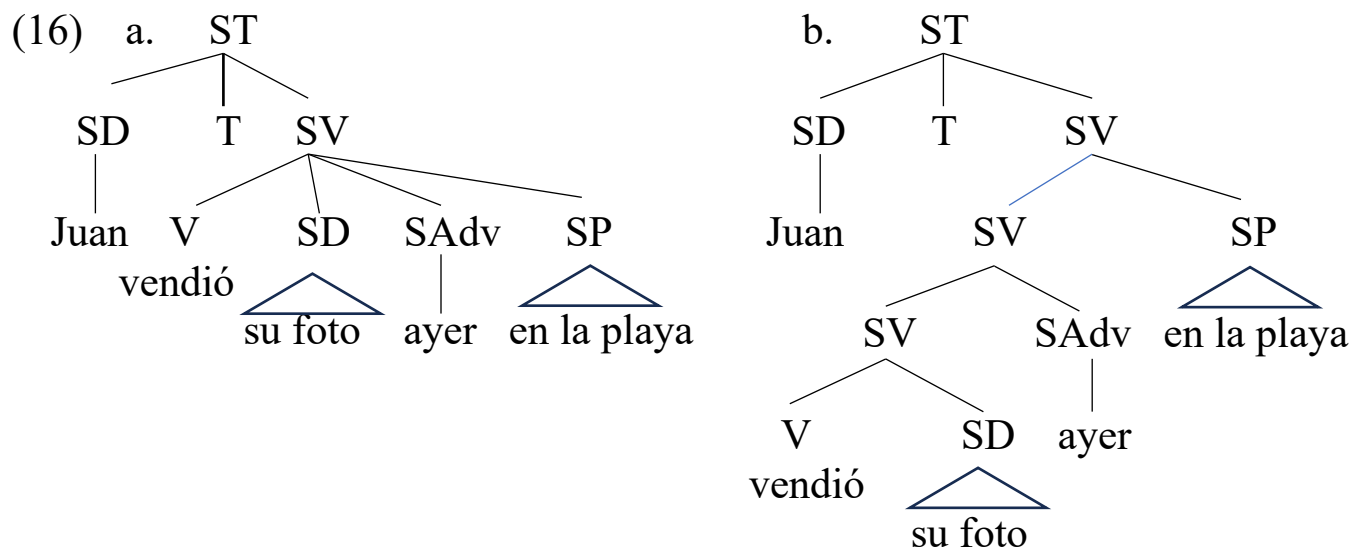 (16) a. ST b. ST
SD T SV SD T SV
Juan V SD SAdv SP Juan SV SP
vendió
su foto ayer en la playa SV SAdv en la playa
V SD ayer
vendió
su foto